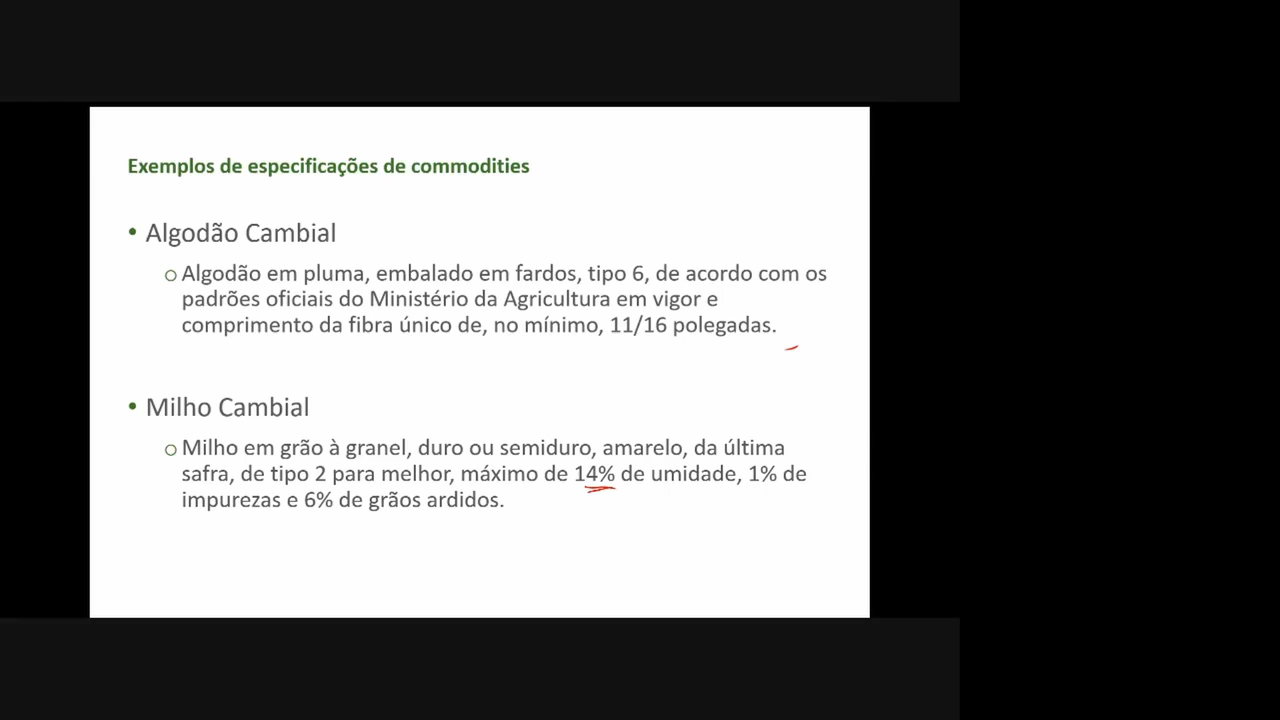 Exemplos de especificações de commodities
• Algodão Cambial
o Algodão em pluma, embalado em fardos, tipo 6, de acordo com os
padrões oficiais do Ministério da Agricultura em vigor e
comprimento da fibra único de, no mínimo, 11/16 polegadas.
• Milho Cambial
o Milho em grão à granel, duro ou semiduro, amarelo, da última
safra, de tipo 2 para melhor, máximo de 14% de umidade, 1% de
impurezas e 6% de grãos ardidos.